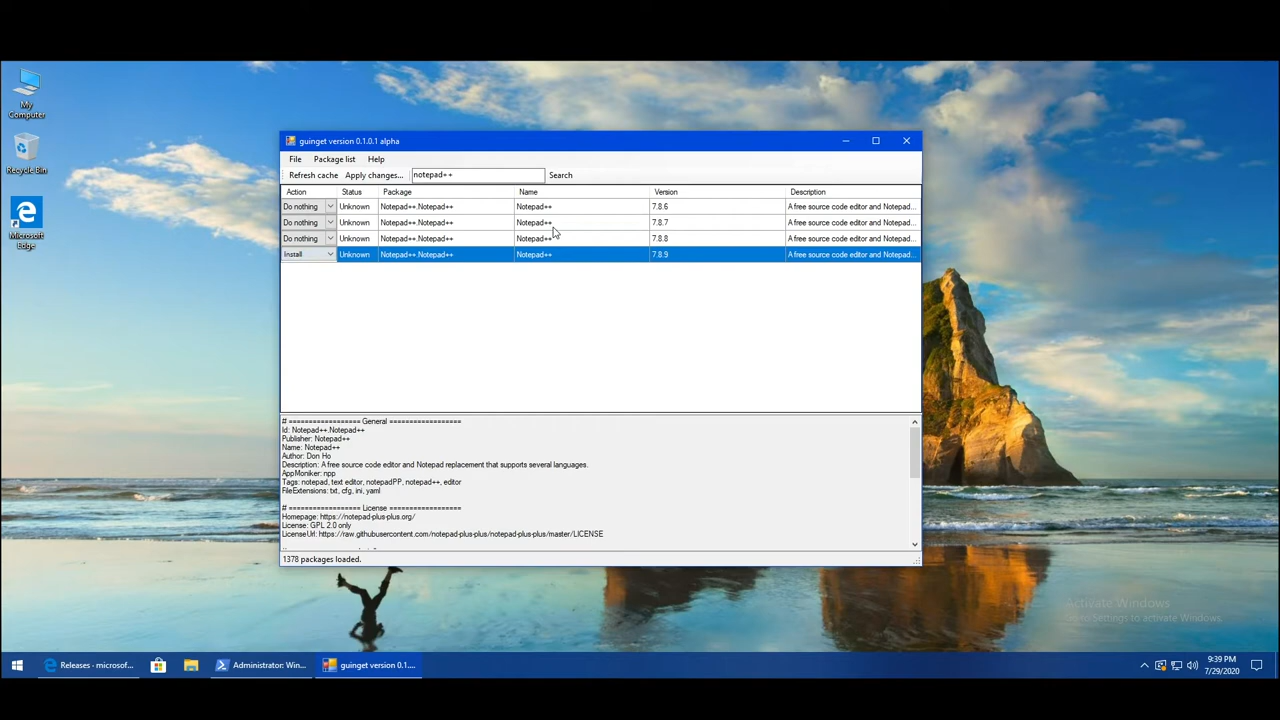 My Computer
Recycle Bin
Microsoft Edge
guinget version 0.1.0.1 alpha
File Package list Help
Refresh cache Apply changes... notepad++ Search
Action Status Package Name Version Description
Do nothing Unknown Notepad++.Notepad++ Notepad++ 7.8.6 A free source code editor and Notepad...
Do nothing Unknown Notepad++.Notepad++ Notepad++ 7.8.7 A free source code editor and Notepad...
Do nothing Unknown Notepad++.Notepad++ Notepad++ 7.8.8 A free source code editor and Notepad...
Install Unknown Notepad++.Notepad++ Notepad++ 7.8.9 A free source code editor and Notepad...
# ================== General ==================
Id: Notepad++.Notepad++
Publisher: Notepad++
Name: Notepad++
Author: Don Ho
Description: A free source code editor and Notepad replacement that supports several languages.
AppMoniker: npp
Tags: notepad, text editor, notepadPP, notepad++, editor
FileExtensions: txt, cfg, ini, yaml
# ================== License ==================
Homepage: https://notepad-plus-plus.org/
License: GPL 2.0 only
LicenseUrl: https://raw.githubusercontent.com/notepad-plus-plus/notepad-plus-plus/master/LICENSE
1378 packages loaded.
Activate Windows
Go to Settings to activate Windows.
Releases - microsof... Administrator: Win... guinget version 0.1....
9:39 PM
7/29/2020